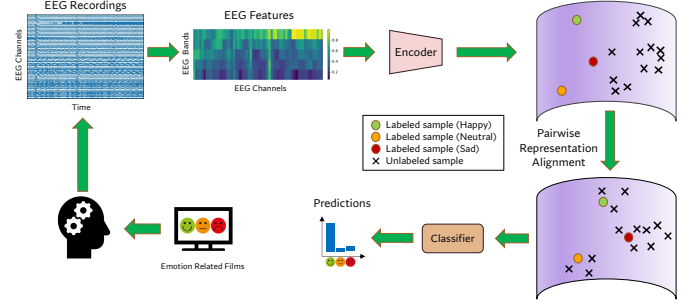 EEG Recordings
EEG Channels
Time
EEG Features
EEG Bands
EEG Channels
0.8
0.6
0.4
0.2
Encoder
Labeled sample (Happy)
Labeled sample (Neutral)
Labeled sample (Sad)
Unlabeled sample
Pairwise
Representation
Alignment
Emotion Related Films
Predictions
Classifier